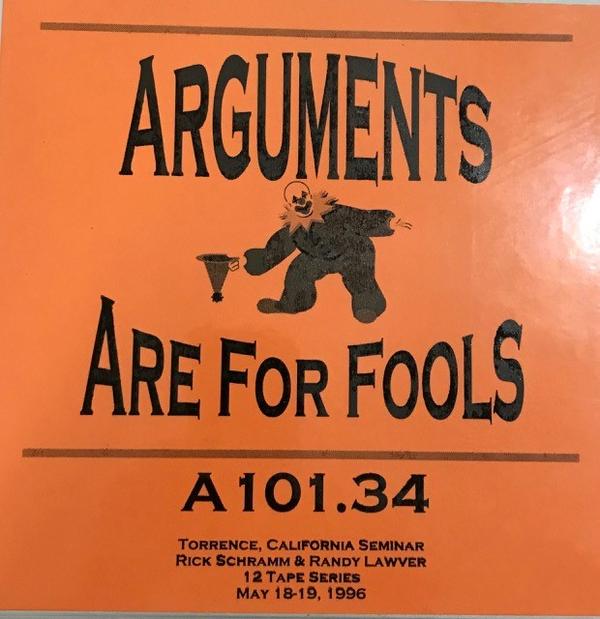 ARGUMENTS
ARE FOR FOOLS
A101.34
TORRENCE, CALIFORNIA SEMINAR
RICK SCHRAMM & RANDY LAWVER
12 TAPE SERIES
MAY 18-19, 1996